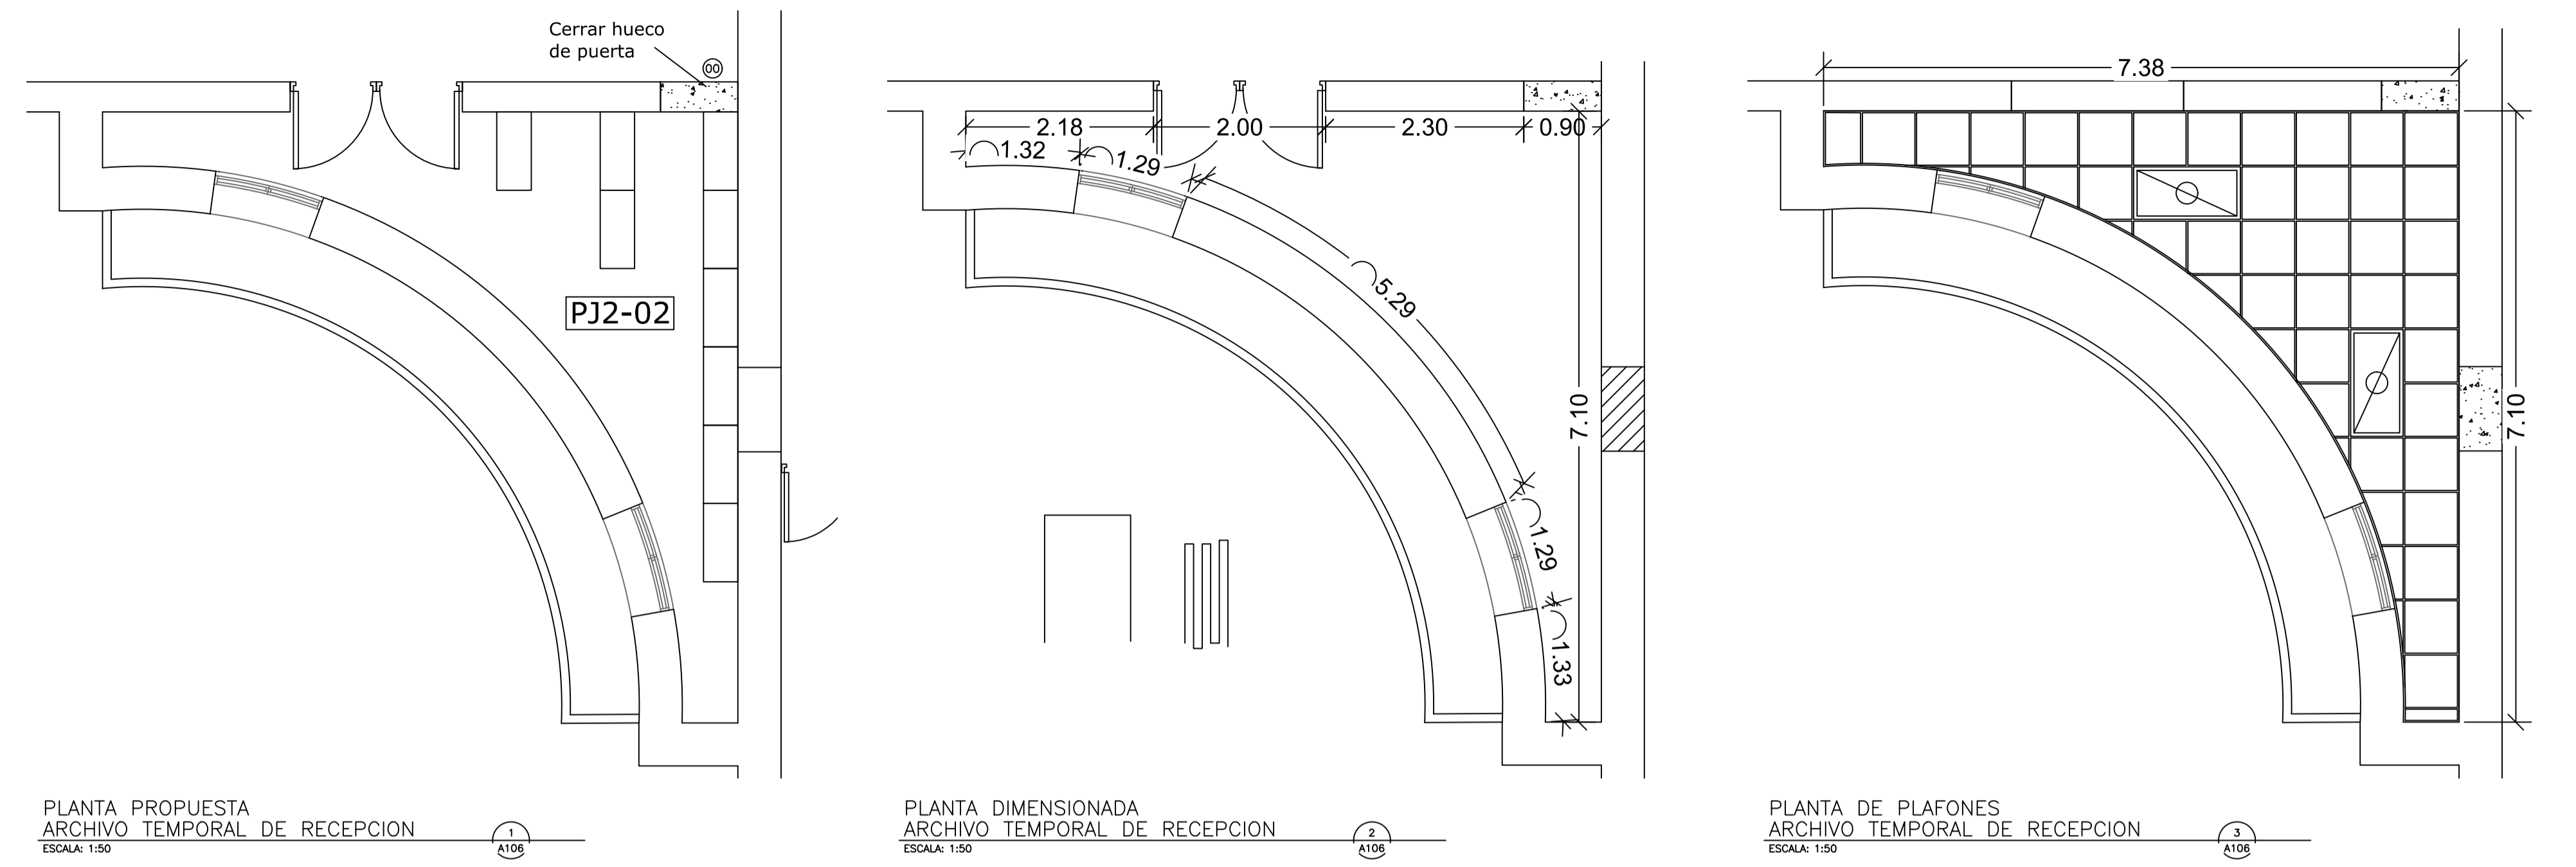 Cerrar hueco
de puerta
00
PJ2-02
PLANTA PROPUESTA
ARCHIVO TEMPORAL DE RECEPCION
ESCALA: 1:50
1
A106
2.18
2.00
2.30
0.90
1.32
1.29
5.29
7.10
1.29
1.33
PLANTA DIMENSIONADA
ARCHIVO TEMPORAL DE RECEPCION
ESCALA: 1:50
2
A106
7.38
7.10
PLANTA DE PLAFONES
ARCHIVO TEMPORAL DE RECEPCION
ESCALA: 1:50
3
A106